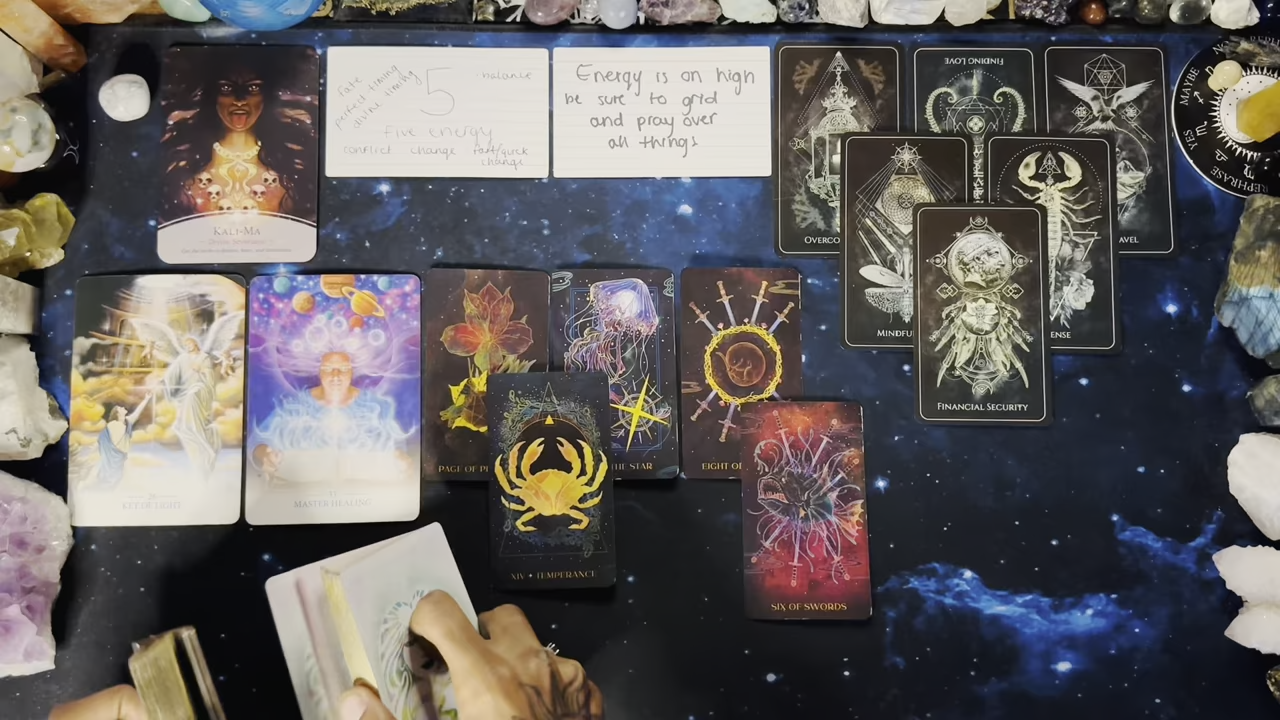 KALI-MA
fate
perfect timing
divine timing
5
balance
five energy
conflict change fast/quick
change
Energy is on high
be sure to grid
and pray over
all things
OVERCO
FINDING LOVE
AVEL
MINDFU
ENSE
FINANCIAL SECURITY
MAYBE
YES
REPHRASE
MASTER HEALING
PAGE OF
THE STAR
EIGHT OF
XIV • TEMPERANCE
SIX OF SWORDS